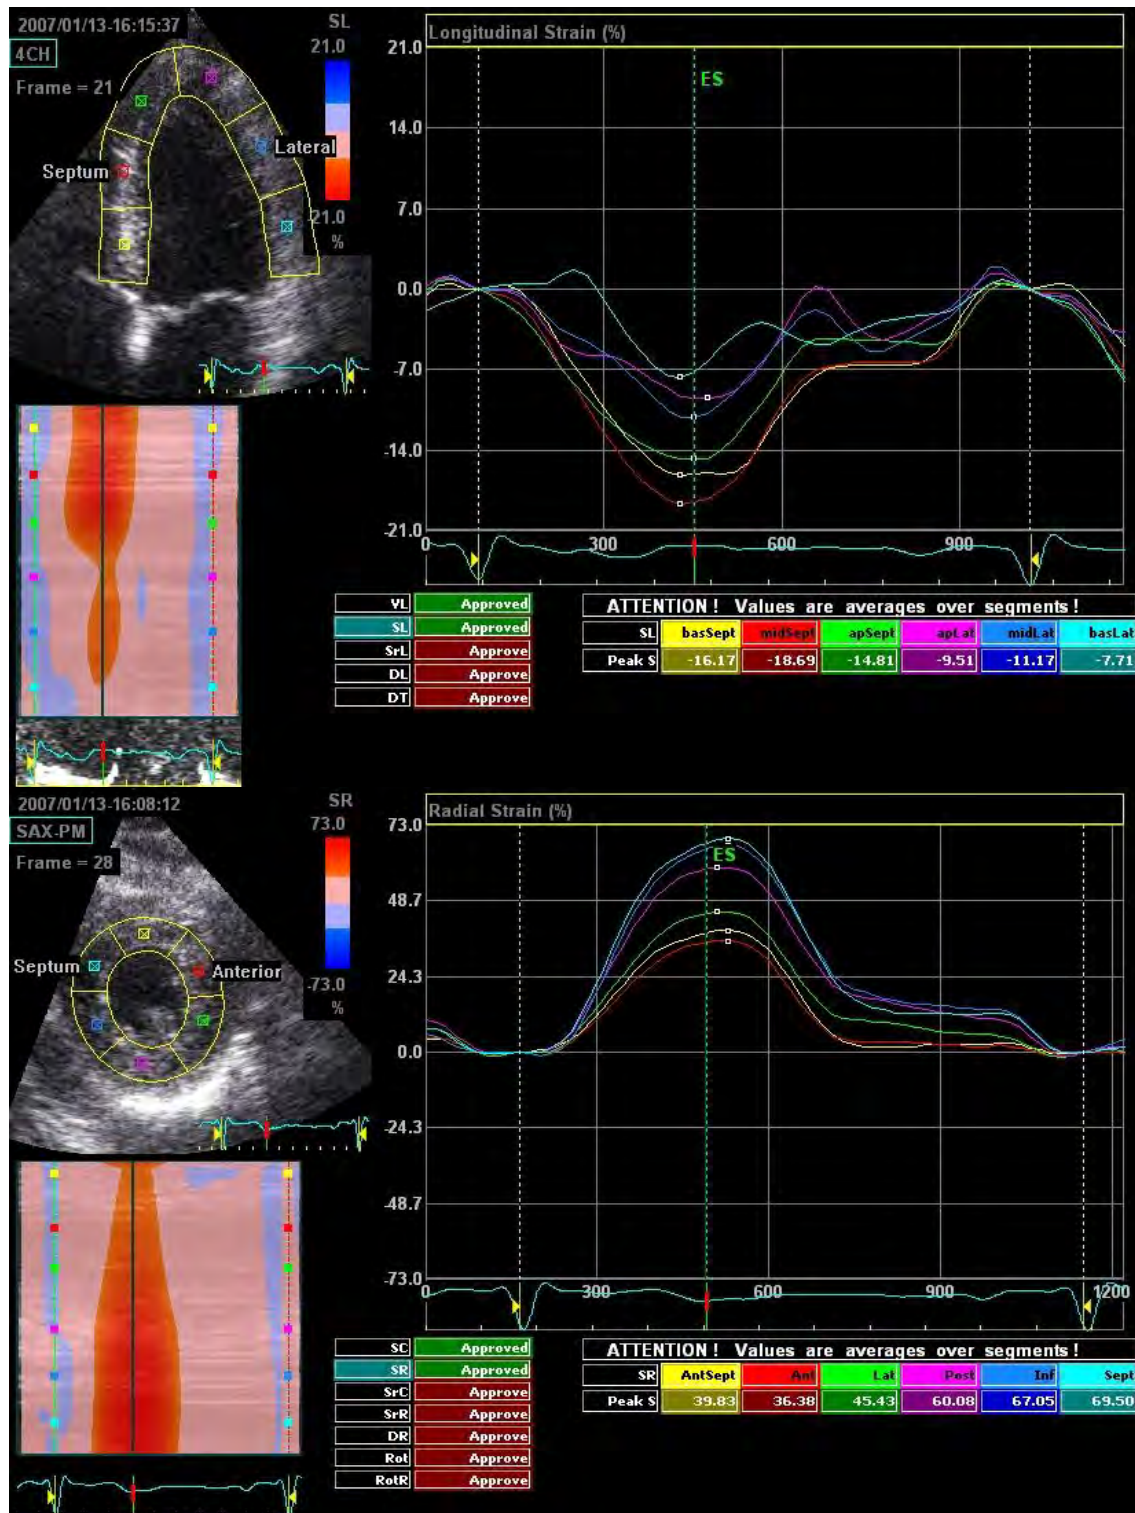 2007/01/13-16:15:37
SL
4CH
21.0
Frame = 21
Lateral
Septum
-21.0
%
Longitudinal Strain (%)
21.0
ES
14.0
7.0
0.0
-7.0
-14.0
-21.0
0 300 600 900
VL Approved
SL Approved
SrL Approve
DL Approve
DT Approve
ATTENTION ! Values are averages over segments !
SL basSept midSept apSept apLat midLat basLat
Peak S -16.17 -18.69 -14.81 -9.51 -11.17 -7.71
2007/01/13-16:08:12
SR
SAX-PM
73.0
Frame = 28
Septum
Anterior
-73.0
%
Radial Strain (%)
73.0
ES
48.7
24.3
0.0
-24.3
-48.7
-73.0
0 300 600 900 1200
SC Approved
SR Approved
SrC Approve
SrR Approve
DR Approve
Rot Approve
RotR Approve
ATTENTION ! Values are averages over segments !
SR AntSept Ant Lat Post Inf Sept
Peak S 39.83 36.38 45.43 60.08 67.05 69.50